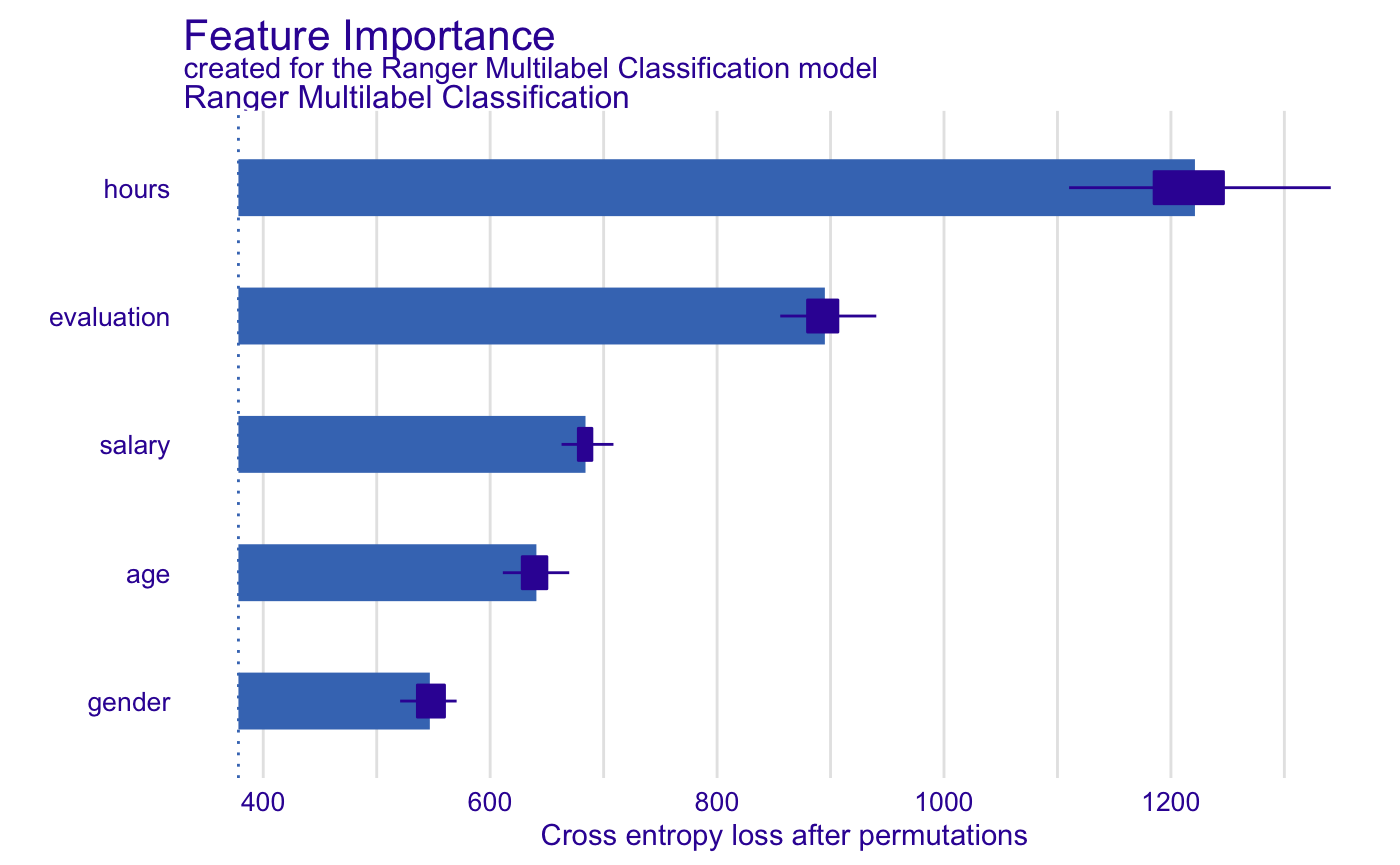 Feature Importance
created for the Ranger Multilabel Classification model
Ranger Multilabel Classification
hours
evaluation
salary
age
gender
400 600 800 1000 1200
Cross entropy loss after permutations